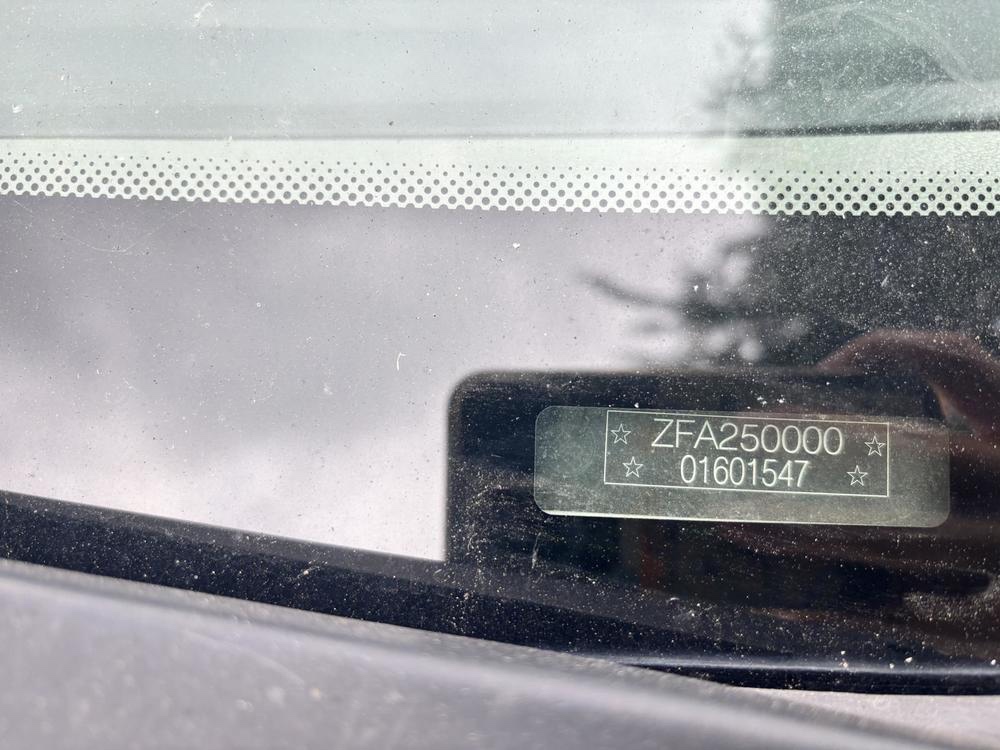 ☆ ZFA250000 ☆
☆ 01601547 ☆